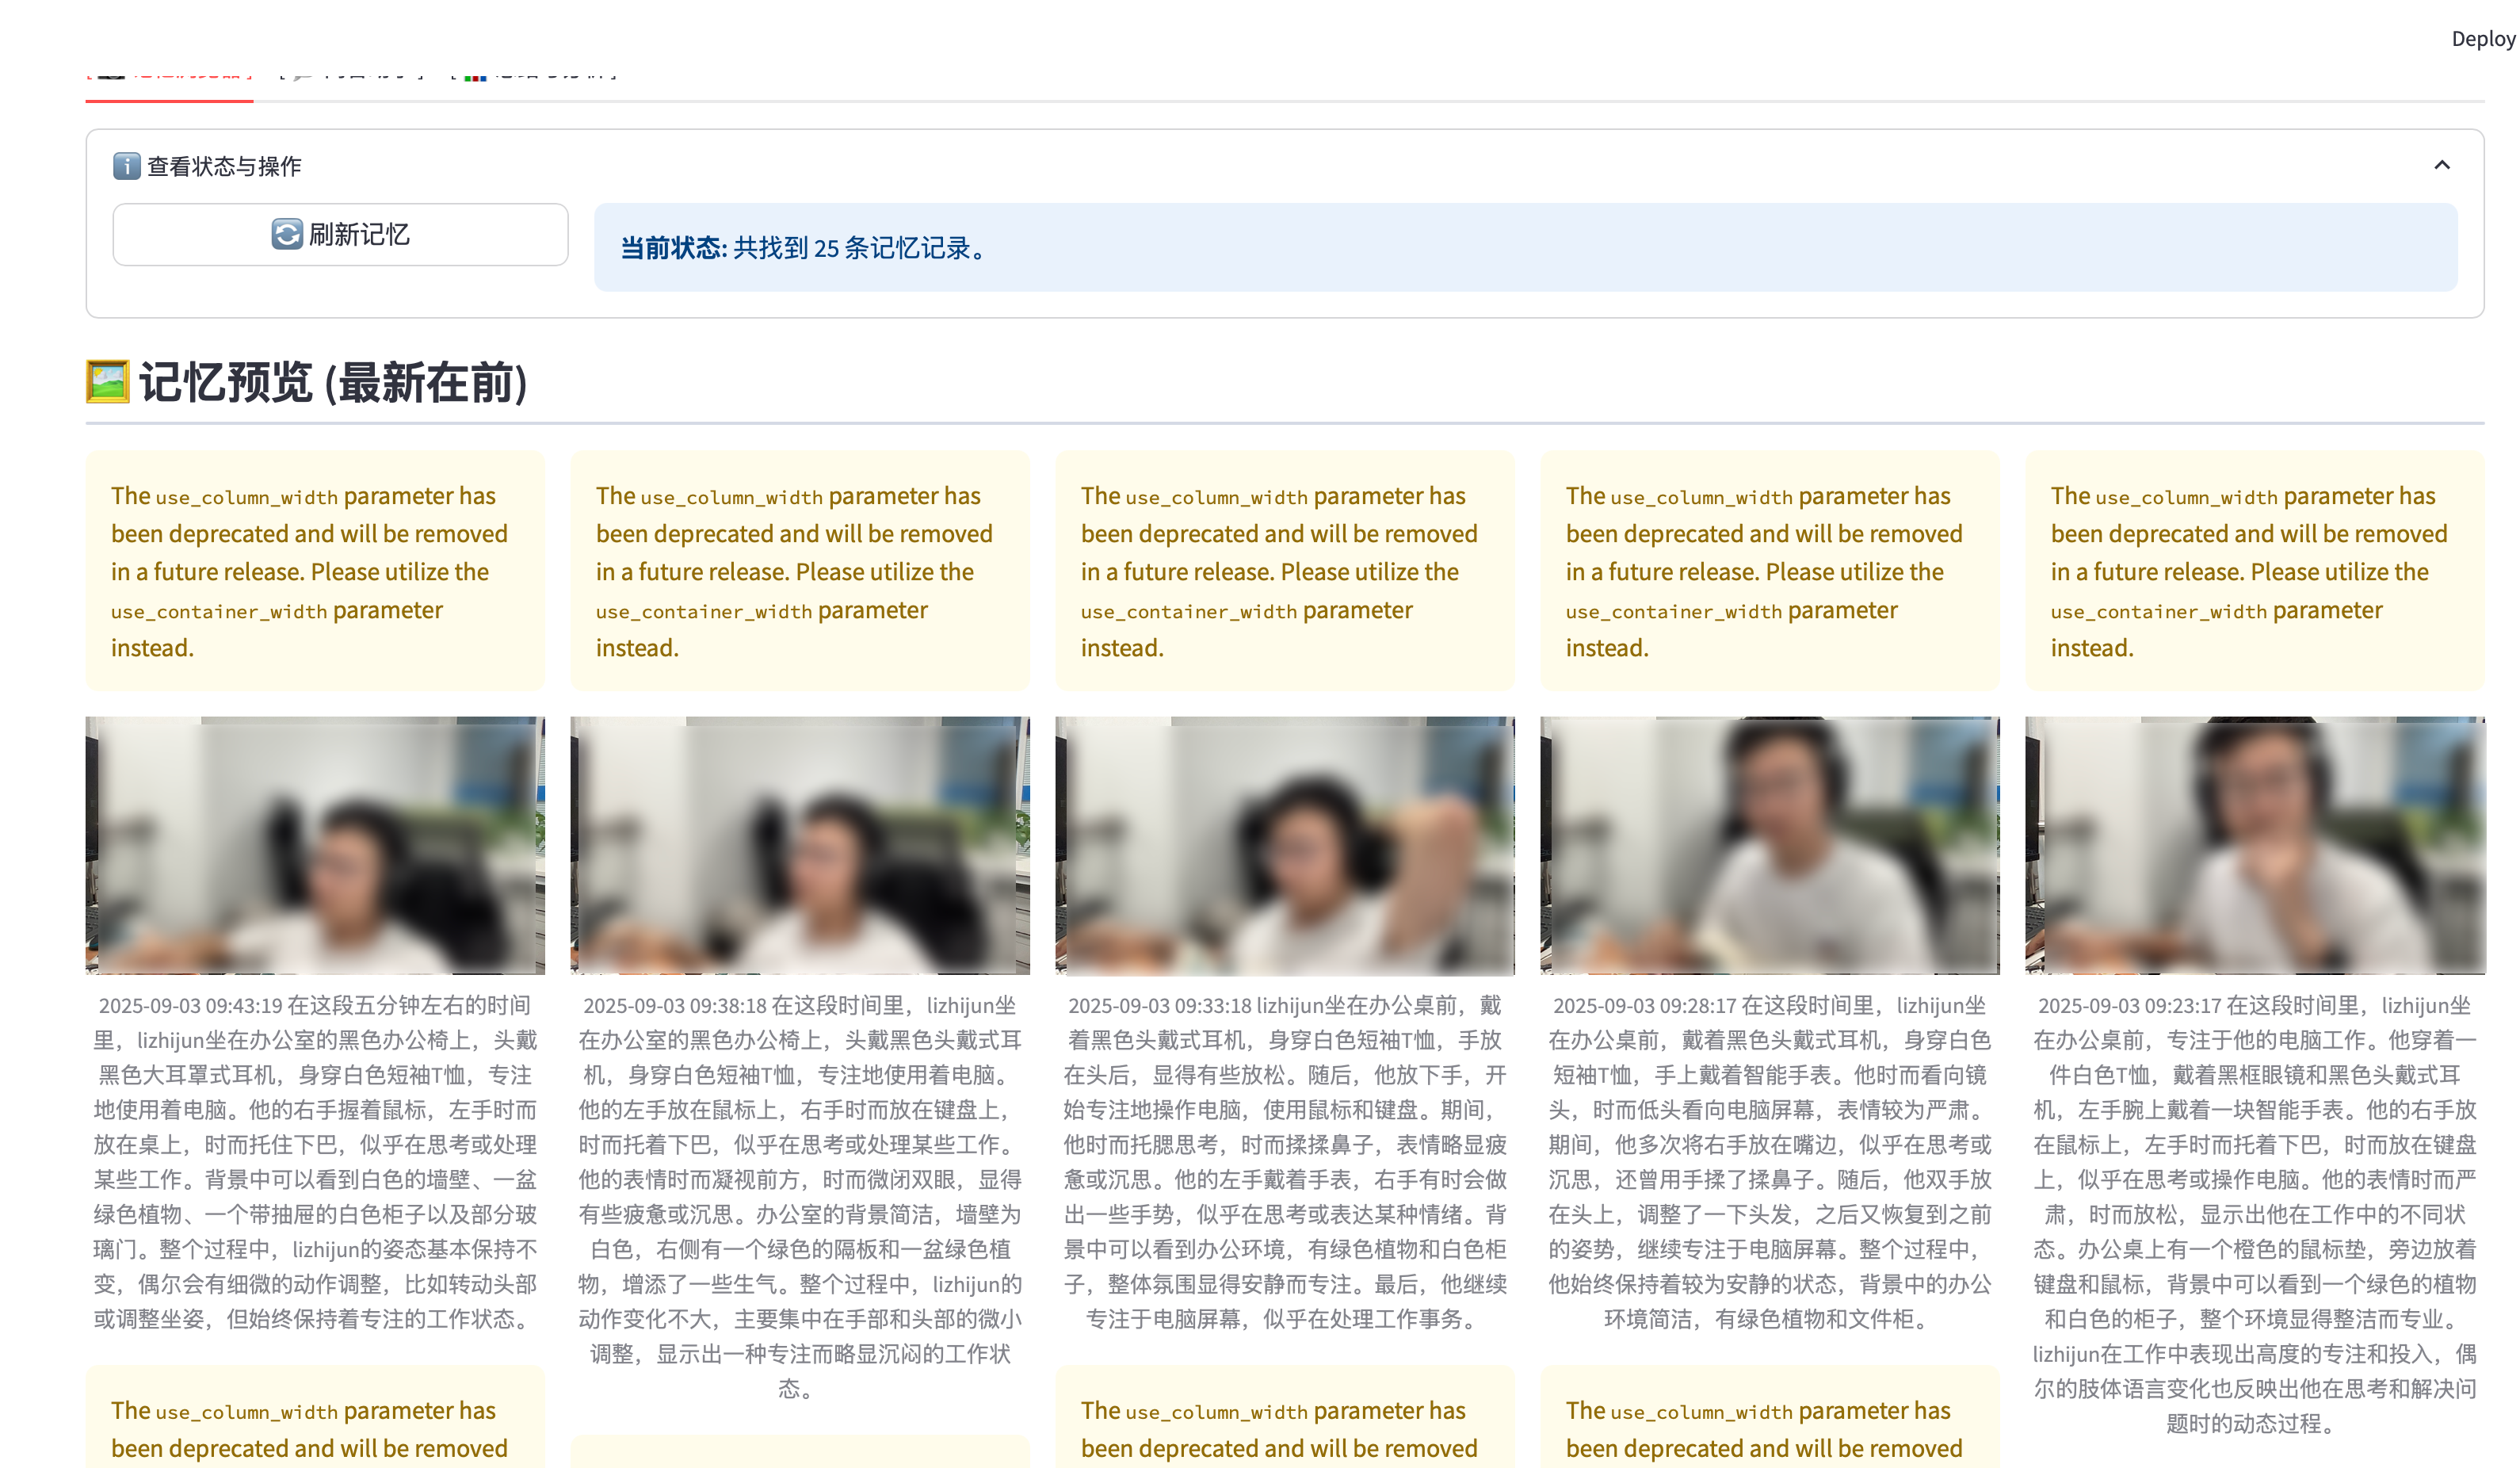 Deploy
查看状态与操作
刷新记忆
当前状态: 共找到 25 条记忆记录。
记忆预览 (最新在前)
The use_column_width parameter has
been deprecated and will be removed
in a future release. Please utilize the
use_container_width parameter
instead.
The use_column_width parameter has
been deprecated and will be removed
in a future release. Please utilize the
use_container_width parameter
instead.
The use_column_width parameter has
been deprecated and will be removed
in a future release. Please utilize the
use_container_width parameter
instead.
The use_column_width parameter has
been deprecated and will be removed
in a future release. Please utilize the
use_container_width parameter
instead.
The use_column_width parameter has
been deprecated and will be removed
in a future release. Please utilize the
use_container_width parameter
instead.
2025-09-03 09:43:19 在这段五分钟左右的时间
里，lizhijun坐在办公室的黑色办公椅上，头戴
黑色大耳罩式耳机，身穿白色短袖T恤，专注
地使用着电脑。他的右手握着鼠标，左手时而
放在桌上，时而托住下巴，似乎在思考或处理
某些工作。背景中可以看到白色的墙壁、一盆
绿色植物、一个带抽屉的白色柜子以及部分玻
璃门。整个过程中，lizhijun的姿态基本保持不
变，偶尔会有细微的动作调整，比如转动头部
或调整坐姿，但始终保持着专注的工作状态。
2025-09-03 09:38:18 在这段时间里，lizhijun坐
在办公室的黑色办公椅上，头戴黑色头戴式耳
机，身穿白色短袖T恤，专注地使用着电脑。
他的左手放在鼠标上，右手时而放在键盘上，
时而托着下巴，似乎在思考或处理某些工作。
他的表情时而凝视前方，时而微闭双眼，显得
有些疲惫或沉思。办公室的背景简洁，墙壁为
白色，右侧有一个绿色的隔板和一盆绿色植
物，增添了一些生气。整个过程中，lizhijun的
动作变化不大，主要集中在手部和头部的微小
调整，显示出一种专注而略显沉闷的工作状
态。
2025-09-03 09:33:18 lizhijun坐在办公桌前，戴
着黑色头戴式耳机，身穿白色短袖T恤，手放
在头后，显得有些放松。随后，他放下手，开
始专注地操作电脑，使用鼠标和键盘。期间，
他时而托腮思考，时而揉揉鼻子，表情略显疲
惫或沉思。他的左手戴着手表，右手有时会做
出一些手势，似乎在思考或表达某种情绪。背
景中可以看到办公环境，有绿色植物和白色柜
子，整体氛围显得安静而专注。最后，他继续
专注于电脑屏幕，似乎在处理工作事务。
2025-09-03 09:28:17 在这段时间里，lizhijun坐
在办公桌前，戴着黑色头戴式耳机，身穿白色
短袖T恤，手上戴着智能手表。他时而看向镜
头，时而低头看向电脑屏幕，表情较为严肃。
期间，他多次将右手放在嘴边，似乎在思考或
沉思，还曾用手揉了揉鼻子。随后，他双手放
在头上，调整了一下头发，之后又恢复到之前
的姿势，继续专注于电脑屏幕。整个过程中，
他始终保持着较为安静的状态，背景中的办公
环境简洁，有绿色植物和文件柜。
2025-09-03 09:23:17 在这段时间里，lizhijun坐
在办公桌前，专注于他的电脑工作。他穿着一
件白色T恤，戴着黑框眼镜和黑色头戴式耳
机，左手腕上戴着一块智能手表。他的右手放
在鼠标上，左手时而托着下巴，时而放在键盘
上，似乎在思考或操作电脑。他的表情时而严
肃，时而放松，显示出他在工作中的不同状
态。办公桌上有一个橙色的鼠标垫，旁边放着
键盘和鼠标，背景中可以看到一个绿色的植物
和白色的柜子，整个环境显得整洁而专业。
lizhijun在工作中表现出高度的专注和投入，偶
尔的肢体语言变化也反映出他在思考和解决问
题时的动态过程。
The use_column_width parameter has
been deprecated and will be removed
The use_column_width parameter has
been deprecated and will be removed
The use_column_width parameter has
been deprecated and will be removed